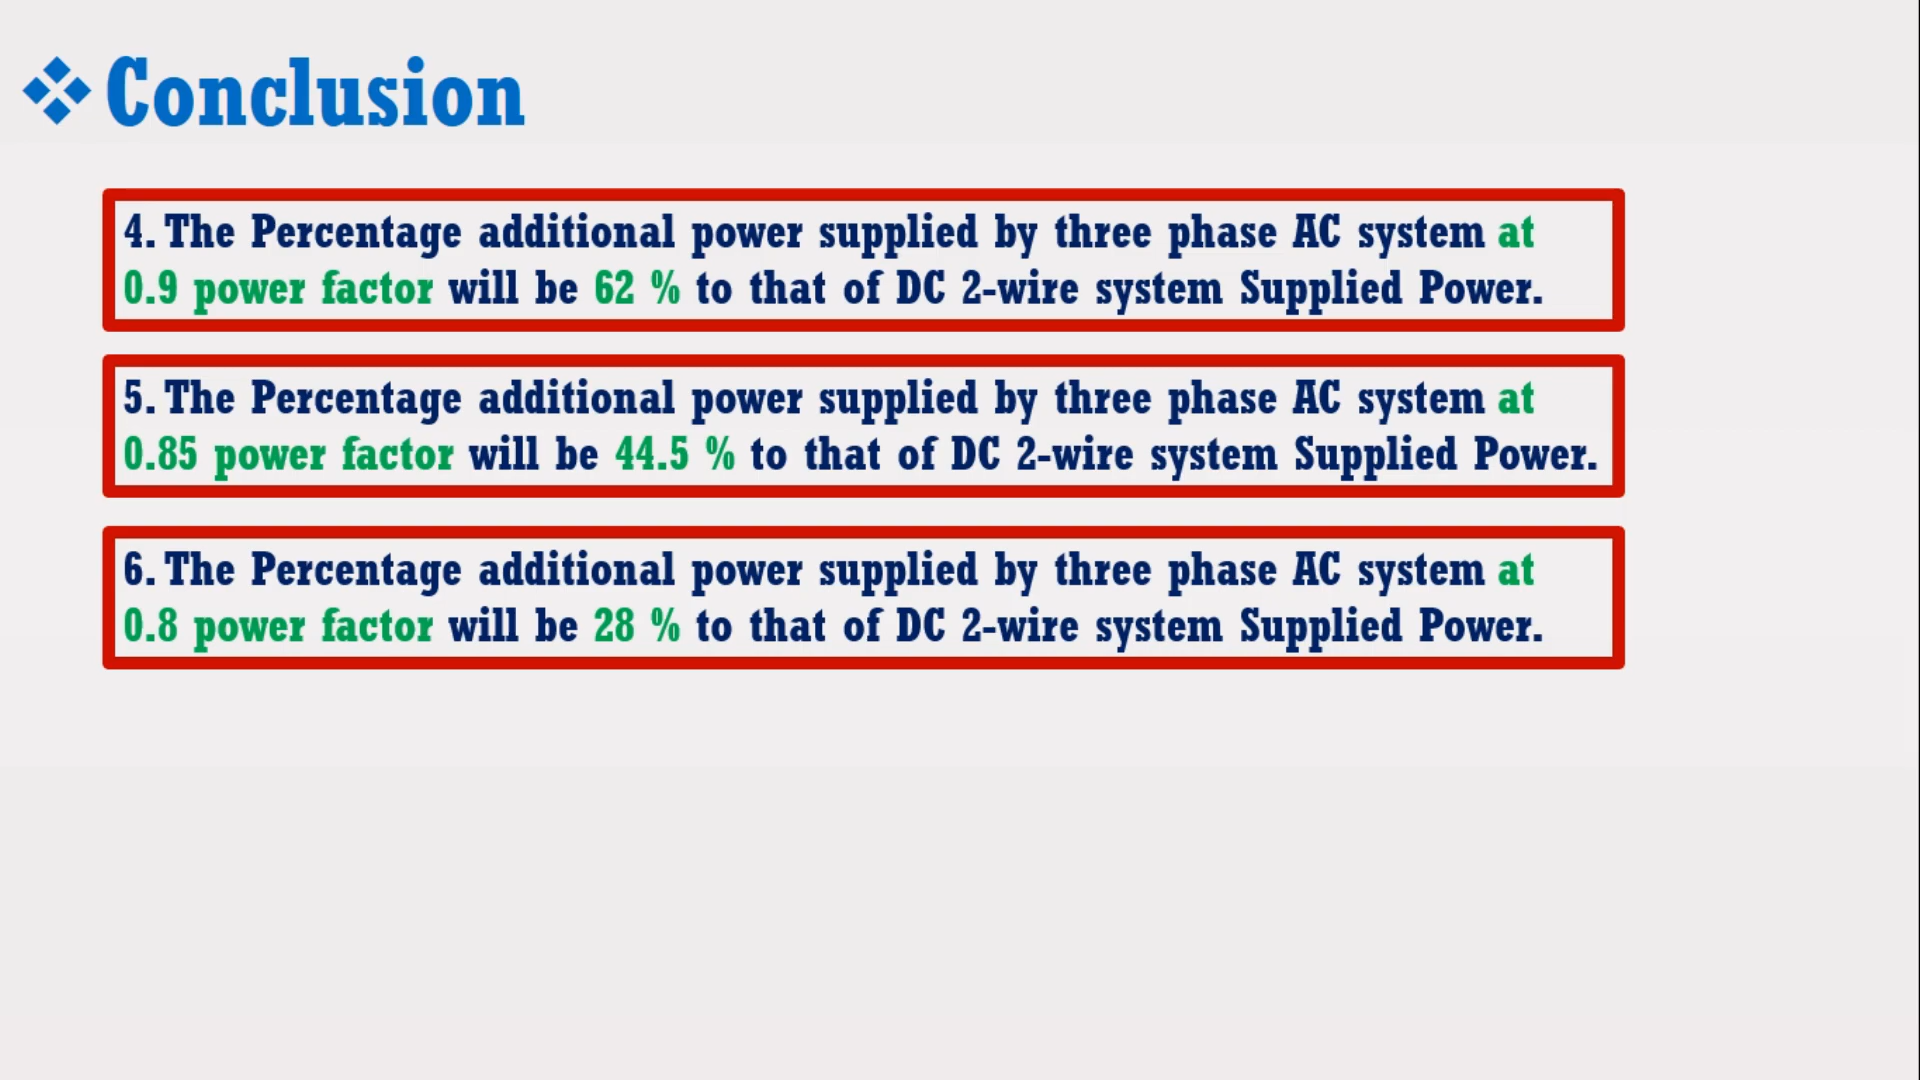 ❖Conclusion
4. The Percentage additional power supplied by three phase AC system at
0.9 power factor will be 62 % to that of DC 2-wire system Supplied Power.
5. The Percentage additional power supplied by three phase AC system at
0.85 power factor will be 44.5 % to that of DC 2-wire system Supplied Power.
6. The Percentage additional power supplied by three phase AC system at
0.8 power factor will be 28 % to that of DC 2-wire system Supplied Power.